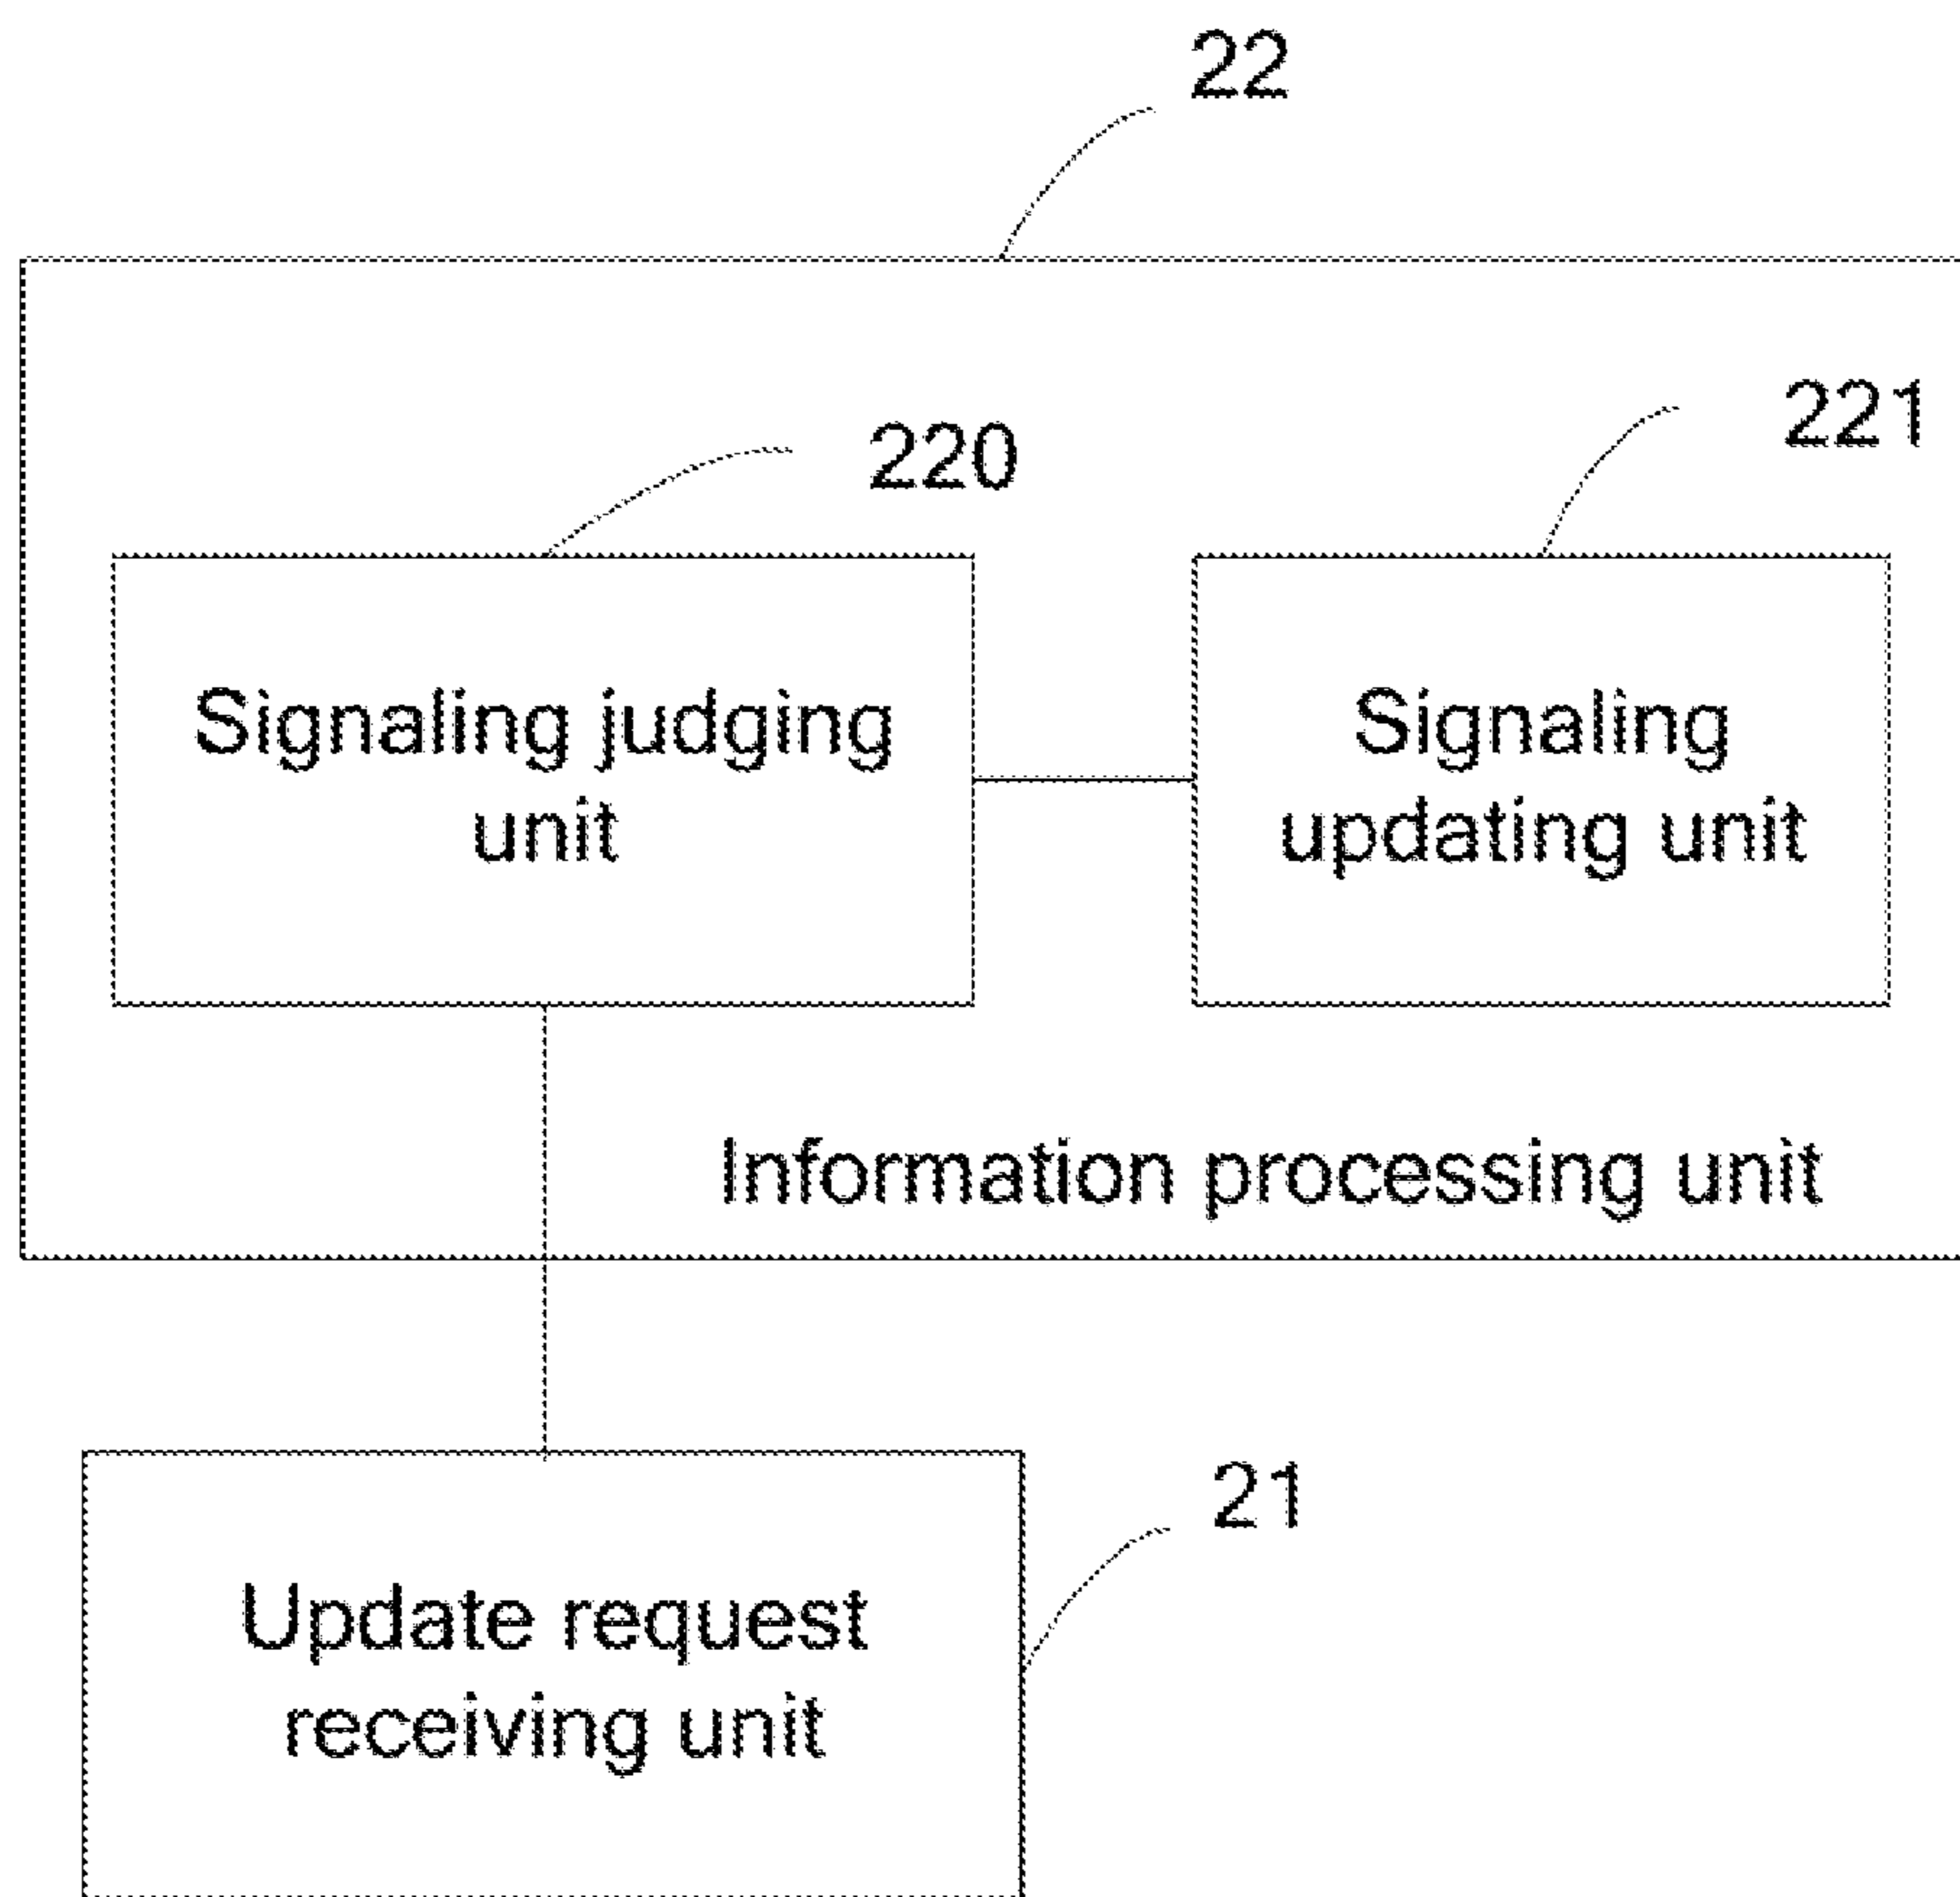 22
220
221
Signaling judging
unit
Signaling
updating unit
Information processing unit
21
Update request
receiving unit